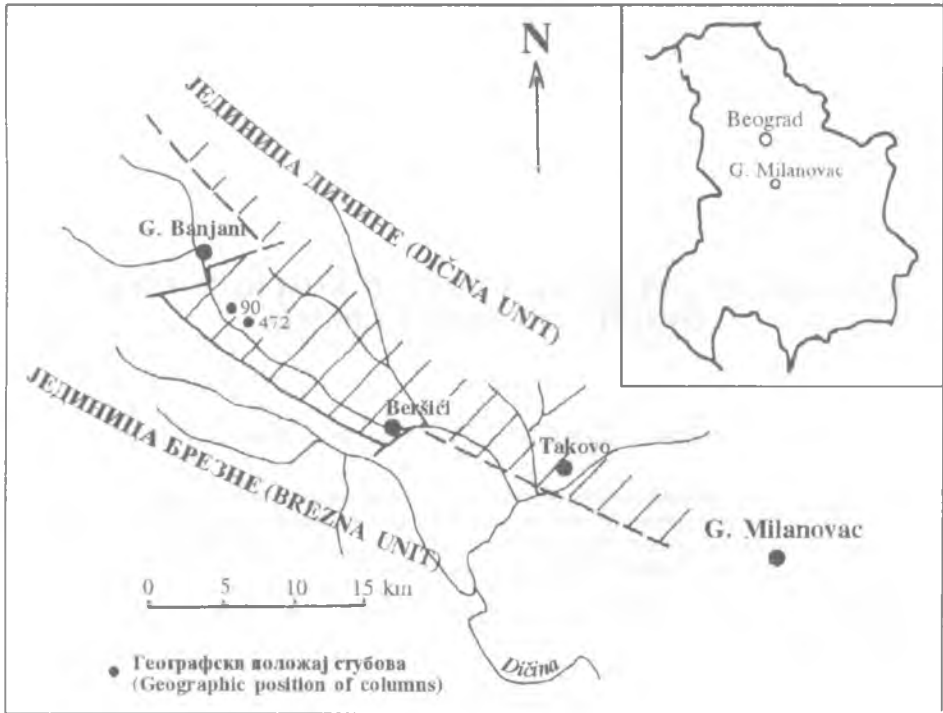 N
ЈЕДИНИЦА ДИЧИНЕ (DIČINA UNIT)
Beograd
G. Milanovac
G. Banjani
90
472
Beršići
Takovo
ЈЕДИНИЦА БРЕЗНЕ (BREZNA UNIT)
G. Milanovac
0 5 10 15 km
Dičina
Географски положај стубова
(Geographic position of columns)